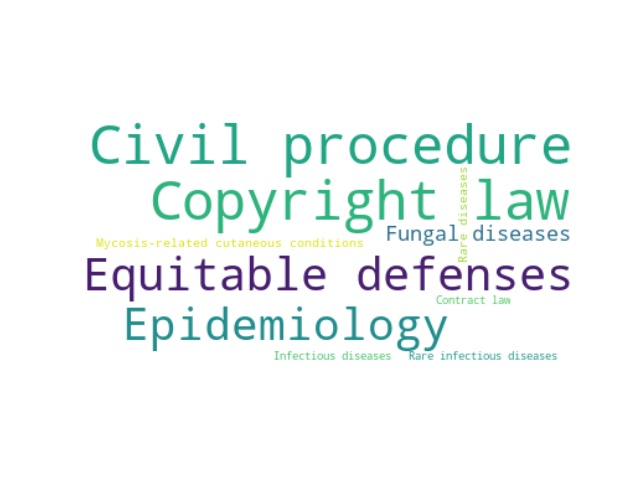 Civil procedure
Copyright law
Rare diseases
Fungal diseases
Mycosis-related cutaneous conditions
Equitable defenses
Contract law
Epidemiology
Infectious diseases
Rare infectious diseases